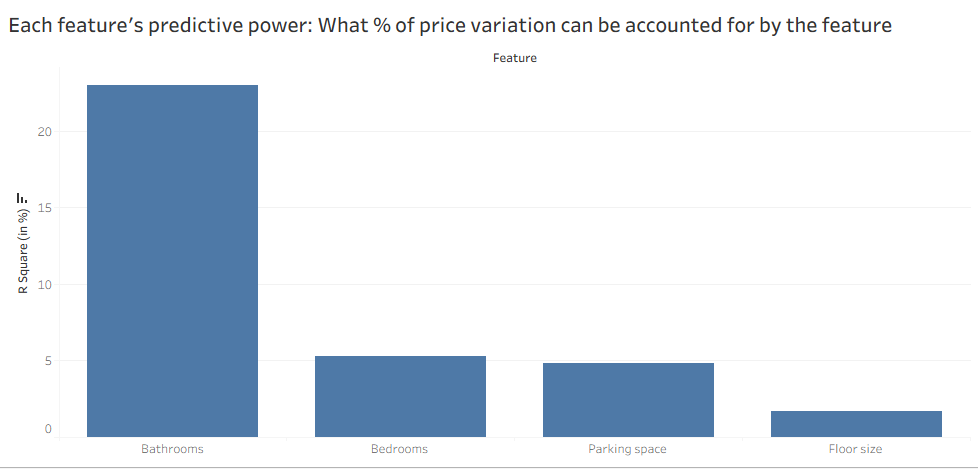 Each feature’s predictive power: What % of price variation can be accounted for by the feature
Feature
R Square (in %)
20
15
10
5
0
Bathrooms
Bedrooms
Parking space
Floor size